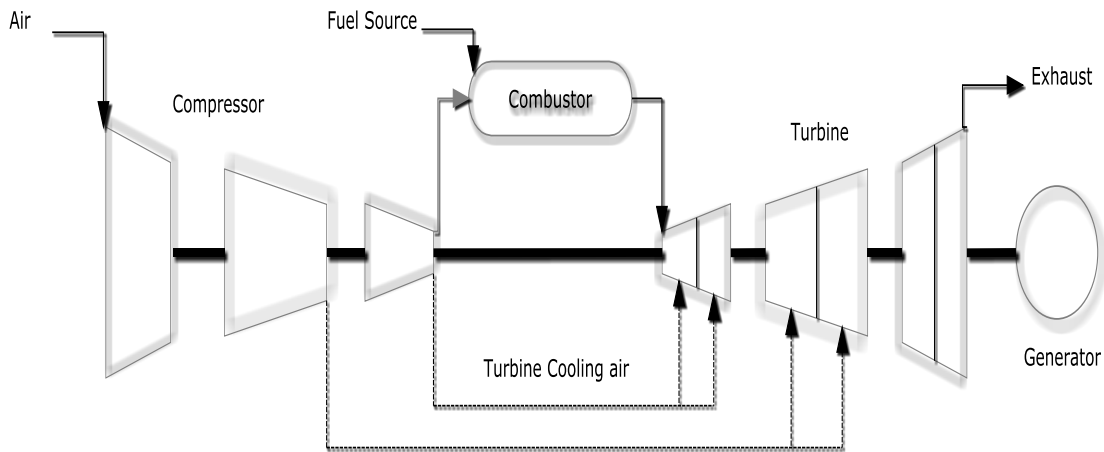 Air
Fuel Source
Compressor
Combustor
Turbine
Exhaust
Turbine Cooling air
Generator